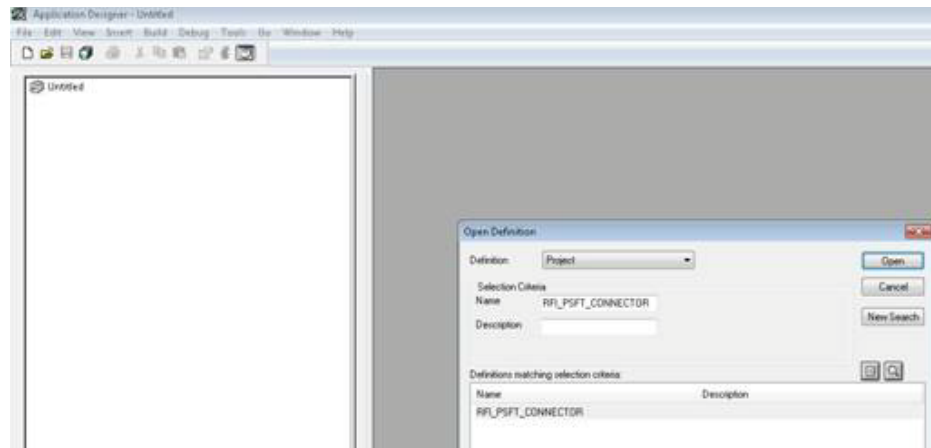 Application Designer - Untitled
File Edit View Insert Build Debug Tools Go Window Help
Untitled
Open Definition
Definition: Project
Open
Selection Criteria
Cancel
Name RFI_PSFT_CONNECTOR
New Search
Description
Definitions matching selection criteria:
Name Description
RFI_PSFT_CONNECTOR